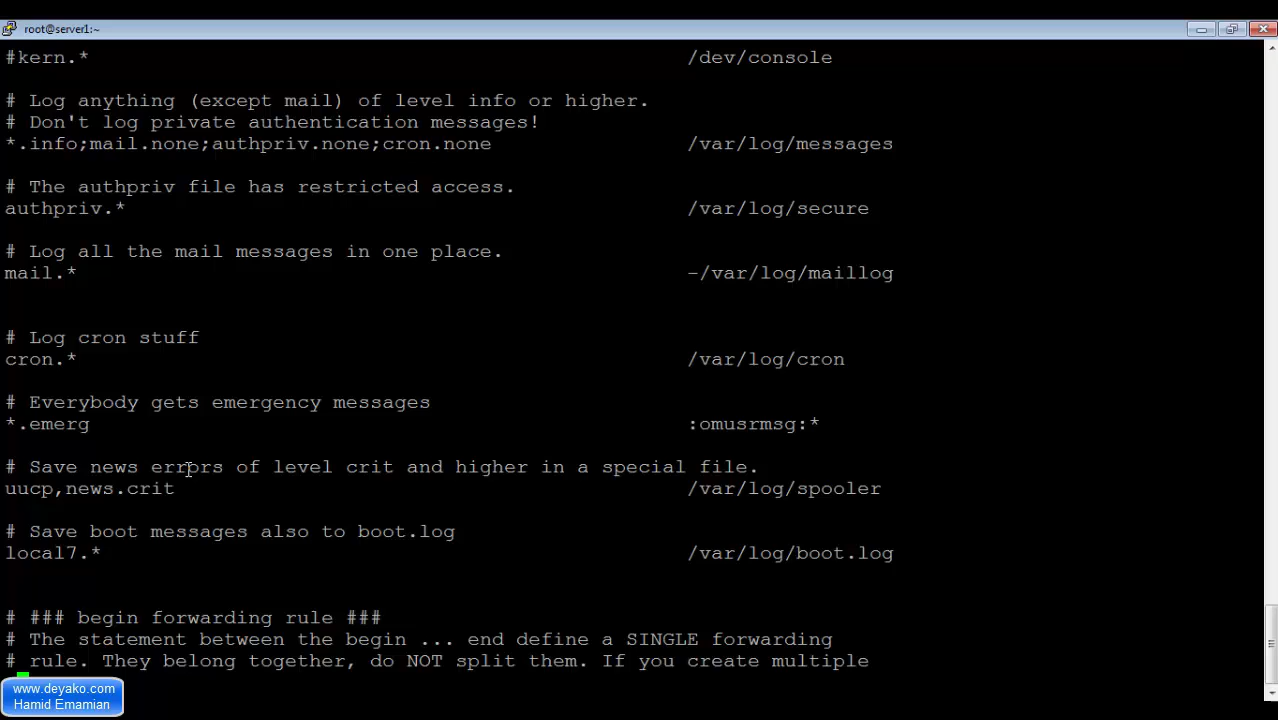 root@server1:~
#kern.* /dev/console
# Log anything (except mail) of level info or higher.
# Don't log private authentication messages!
*.info;mail.none;authpriv.none;cron.none /var/log/messages
# The authpriv file has restricted access.
authpriv.* /var/log/secure
# Log all the mail messages in one place.
mail.* -/var/log/maillog
# Log cron stuff
cron.* /var/log/cron
# Everybody gets emergency messages
*.emerg :omusrmsg:*
# Save news errors of level crit and higher in a special file.
uucp,news.crit /var/log/spooler
# Save boot messages also to boot.log
local7.* /var/log/boot.log
# ### begin forwarding rule ###
# The statement between the begin ... end define a SINGLE forwarding
# rule. They belong together, do NOT split them. If you create multiple
www.deyako.com
Hamid Emamian